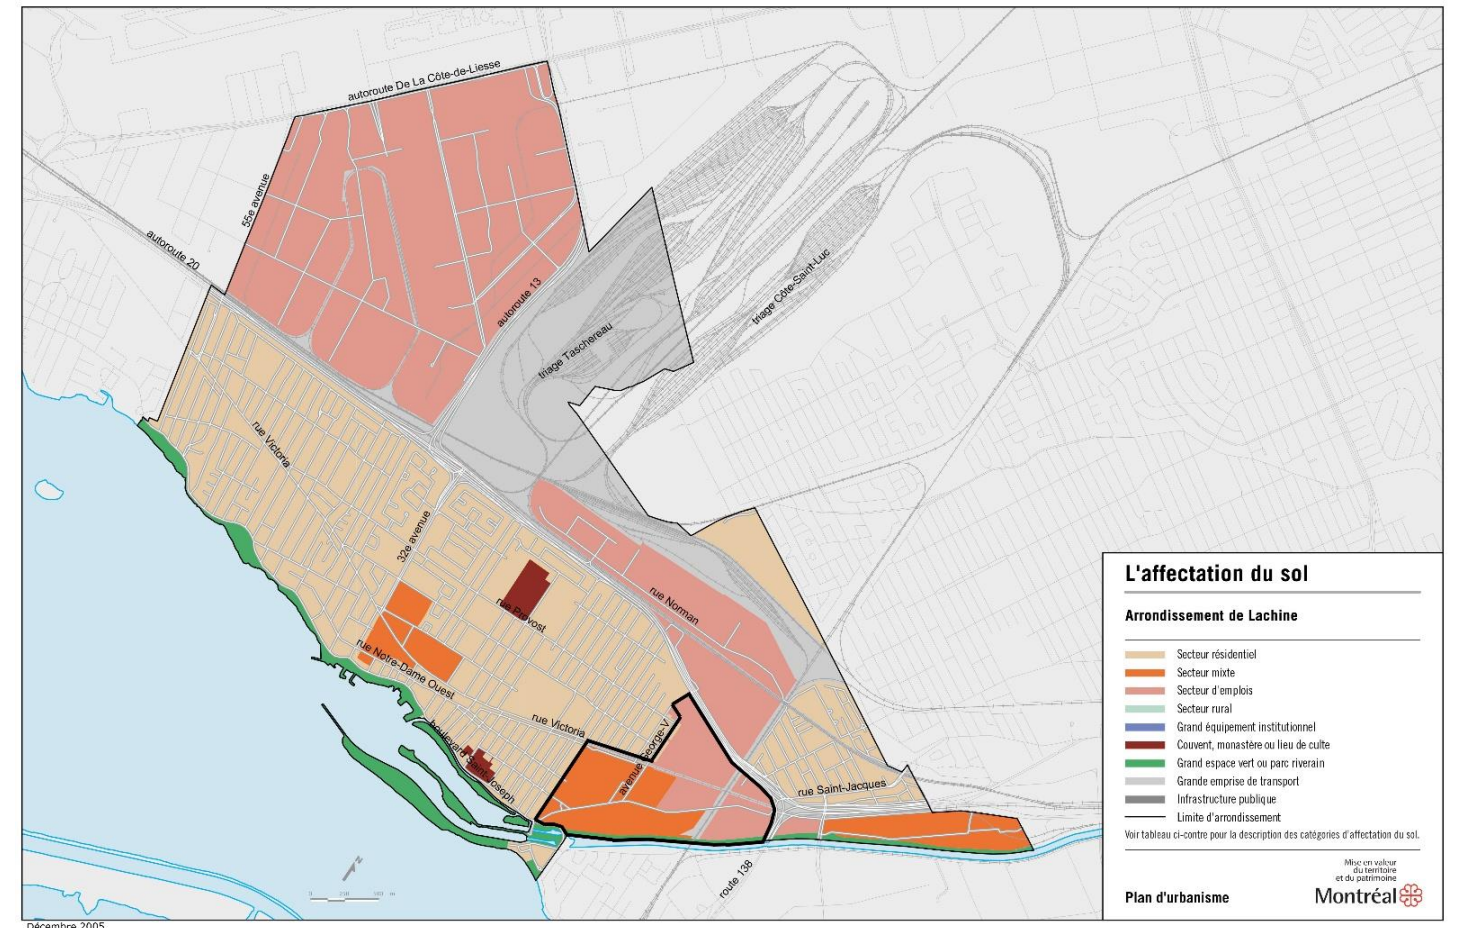 autoroute De La Côte-de-Liesse
55e avenue
autoroute 20
autoroute 13
triage Côte-Saint-Luc
triage Taschereau
rue Victoria
32e avenue
rue Provost
rue Norman
rue Notre-Dame Ouest
rue Victoria
avenue George-V
boulevard Saint-Joseph
rue Saint-Jacques
route 138
N
0 250 500 m
L'affectation du sol
Arrondissement de Lachine
Secteur résidentiel
Secteur mixte
Secteur d'emplois
Secteur rural
Grand équipement institutionnel
Couvent, monastère ou lieu de culte
Grand espace vert ou parc riverain
Grande emprise de transport
Infrastructure publique
Limite d'arrondissement
Voir tableau ci-contre pour la description des catégories d'affectation du sol.
Mise en valeur
du territoire
et du patrimoine
Plan d'urbanisme
Montréal
Décembre 2005